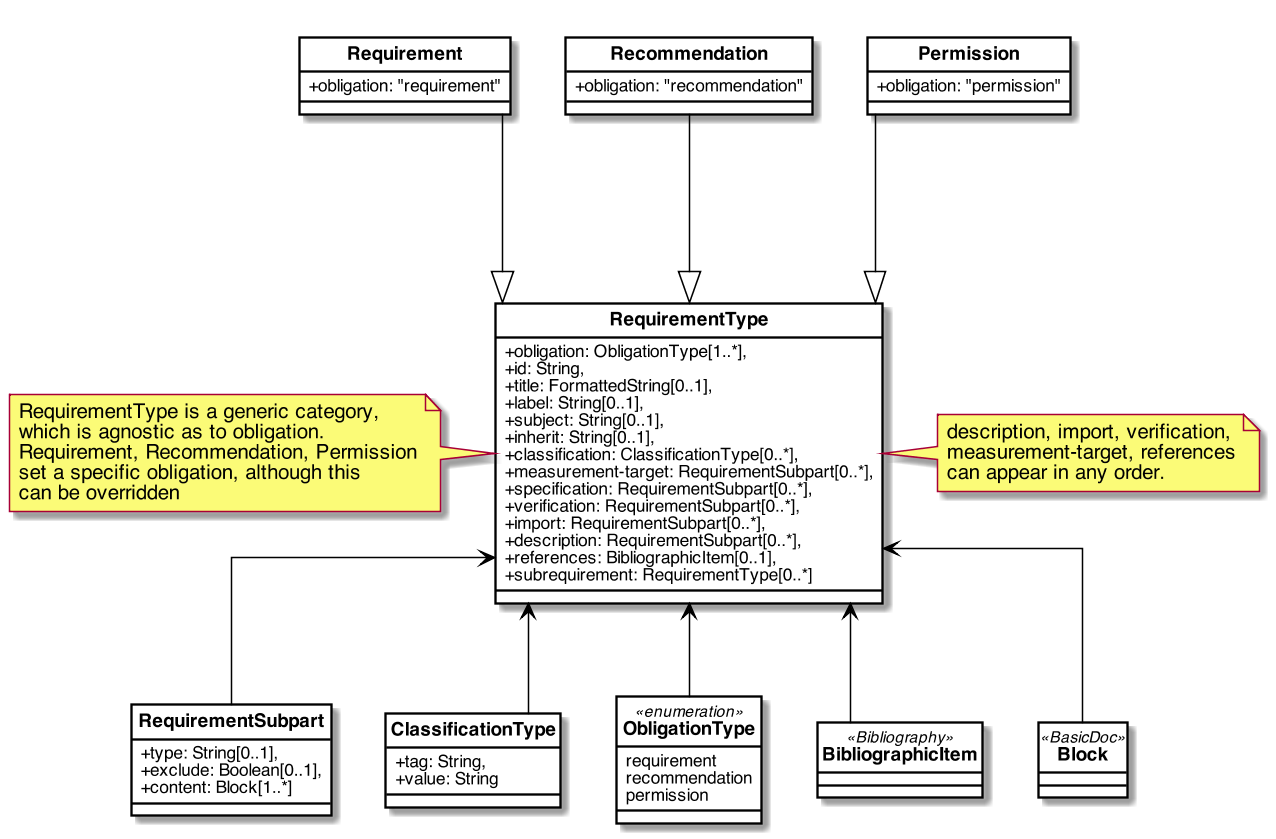 Requirement
+obligation: "requirement"
Recommendation
+obligation: "recommendation"
Permission
+obligation: "permission"
RequirementType
+obligation: ObligationType[1..*],
+id: String,
+title: FormattedString[0..1],
+label: String[0..1],
+subject: String[0..1],
+inherit: String[0..1],
+classification: ClassificationType[0..*],
+measurement-target: RequirementSubpart[0..*],
+specification: RequirementSubpart[0..*],
+verification: RequirementSubpart[0..*],
+import: RequirementSubpart[0..*],
+description: RequirementSubpart[0..*],
+references: BibliographicItem[0..1],
+subrequirement: RequirementType[0..*]
RequirementType is a generic category,
which is agnostic as to obligation.
Requirement, Recommendation, Permission
set a specific obligation, although this
can be overridden
description, import, verification,
measurement-target, references
can appear in any order.
RequirementSubpart
+type: String[0..1],
+exclude: Boolean[0..1],
+content: Block[1..*]
ClassificationType
+tag: String,
+value: String
«enumeration»
ObligationType
requirement
recommendation
permission
«Bibliography»
BibliographicItem
«BasicDoc»
Block